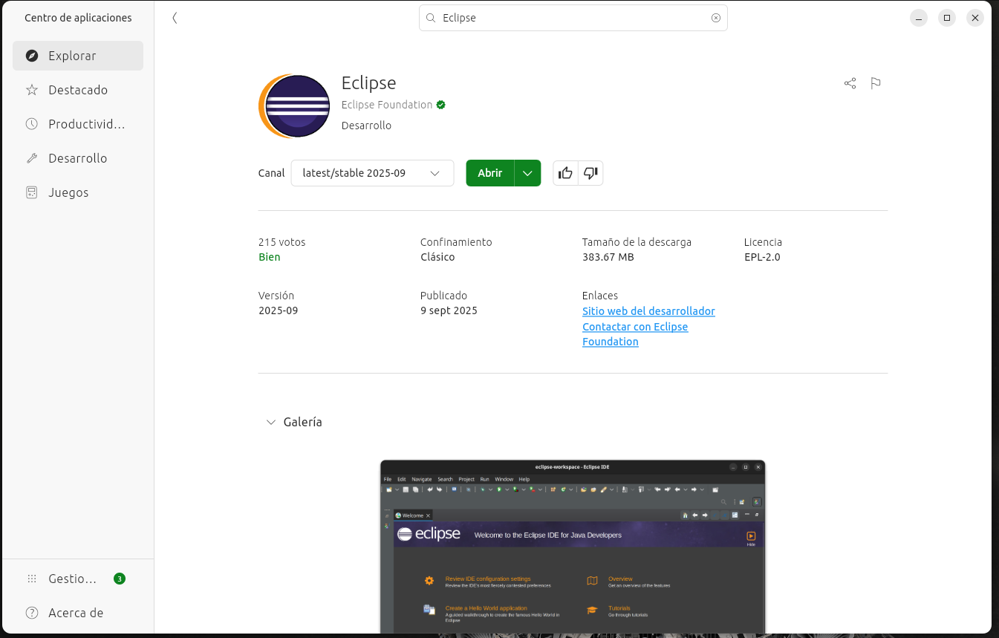 Centro de aplicaciones
Eclipse
Explorar
Destacado
Productivid...
Desarrollo
Juegos
Gestio...
3
Acerca de
Eclipse
Eclipse Foundation
Desarrollo
Canal
latest/stable 2025-09
Abrir
215 votos
Bien
Confinamiento
Clásico
Tamaño de la descarga
383.67 MB
Licencia
EPL-2.0
Versión
2025-09
Publicado
9 sept 2025
Enlaces
Sitio web del desarrollador
Contactar con Eclipse
Foundation
Galería
eclipse-workspace - Eclipse IDE
File Edit Navigate Search Project Run Window Help
Welcome
eclipse
Welcome to the Eclipse IDE for Java Developers
Hide
Review IDE configuration settings
Review the IDE's most fiercely contested preferences
Overview
Get an overview of the features
Create a Hello World application
A guided walkthrough to create the famous Hello World in
Eclipse
Tutorials
Go through tutorials